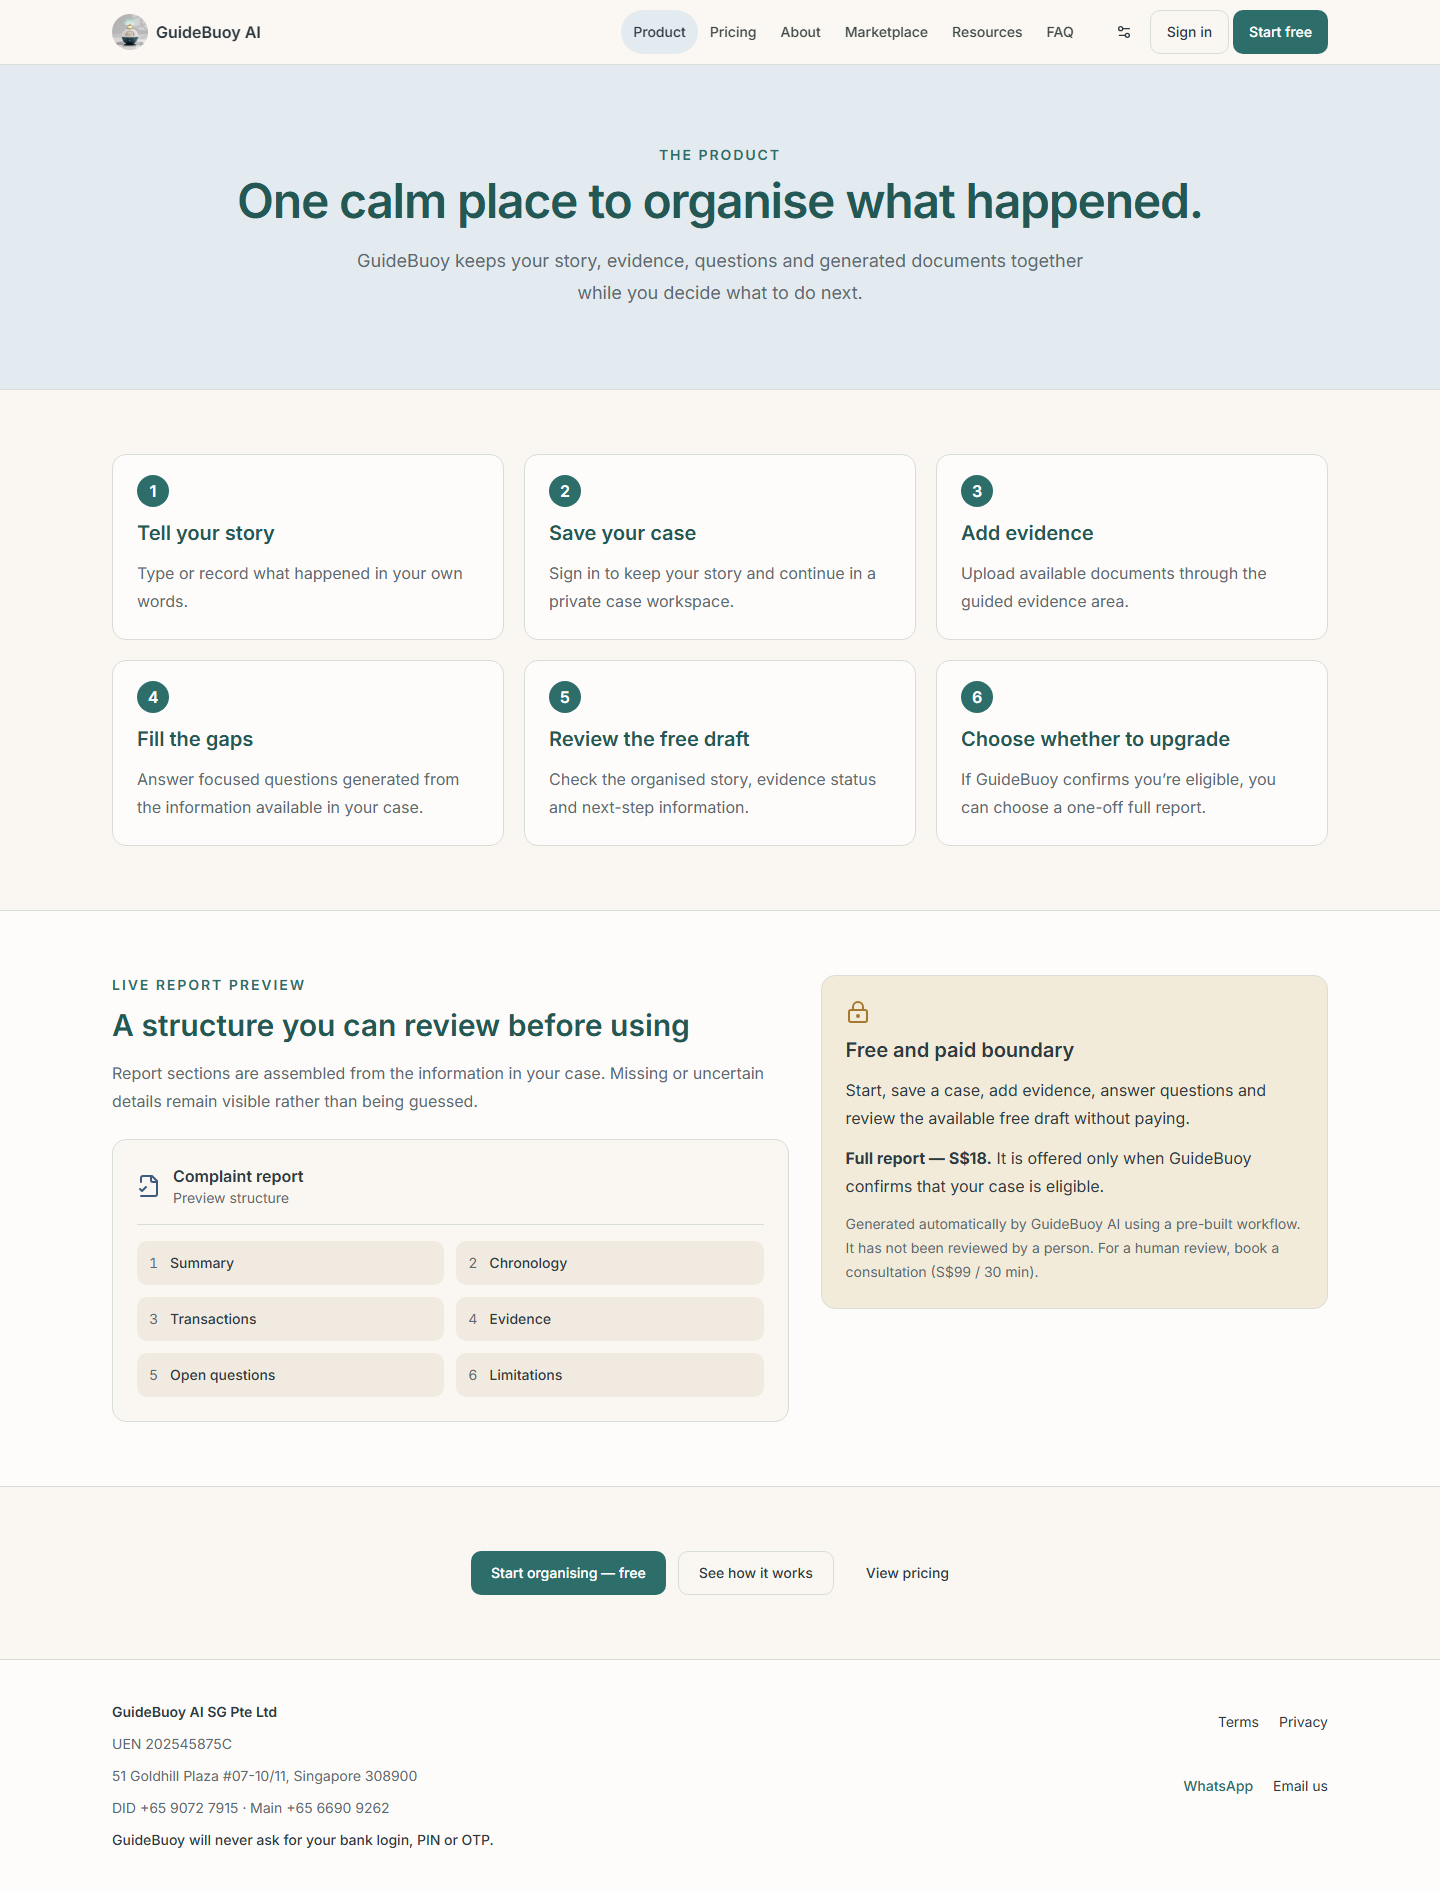 GuideBuoy AI
Product
Pricing
About
Marketplace
Resources
FAQ
Sign in
Start free
THE PRODUCT
One calm place to organise what happened.
GuideBuoy keeps your story, evidence, questions and generated documents together
while you decide what to do next.
1
Tell your story
Type or record what happened in your own
words.
2
Save your case
Sign in to keep your story and continue in a
private case workspace.
3
Add evidence
Upload available documents through the
guided evidence area.
4
Fill the gaps
Answer focused questions generated from
the information available in your case.
5
Review the free draft
Check the organised story, evidence status
and next-step information.
6
Choose whether to upgrade
If GuideBuoy confirms you’re eligible, you
can choose a one-off full report.
LIVE REPORT PREVIEW
A structure you can review before using
Report sections are assembled from the information in your case. Missing or uncertain
details remain visible rather than being guessed.
Complaint report
Preview structure
1 Summary
2 Chronology
3 Transactions
4 Evidence
5 Open questions
6 Limitations
Free and paid boundary
Start, save a case, add evidence, answer questions and
review the available free draft without paying.
Full report — S$18. It is offered only when GuideBuoy
confirms that your case is eligible.
Generated automatically by GuideBuoy AI using a pre-built workflow.
It has not been reviewed by a person. For a human review, book a
consultation (S$99 / 30 min).
Start organising — free
See how it works
View pricing
GuideBuoy AI SG Pte Ltd
UEN 202545875C
51 Goldhill Plaza #07-10/11, Singapore 308900
DID +65 9072 7915 · Main +65 6690 9262
GuideBuoy will never ask for your bank login, PIN or OTP.
Terms
Privacy
WhatsApp
Email us